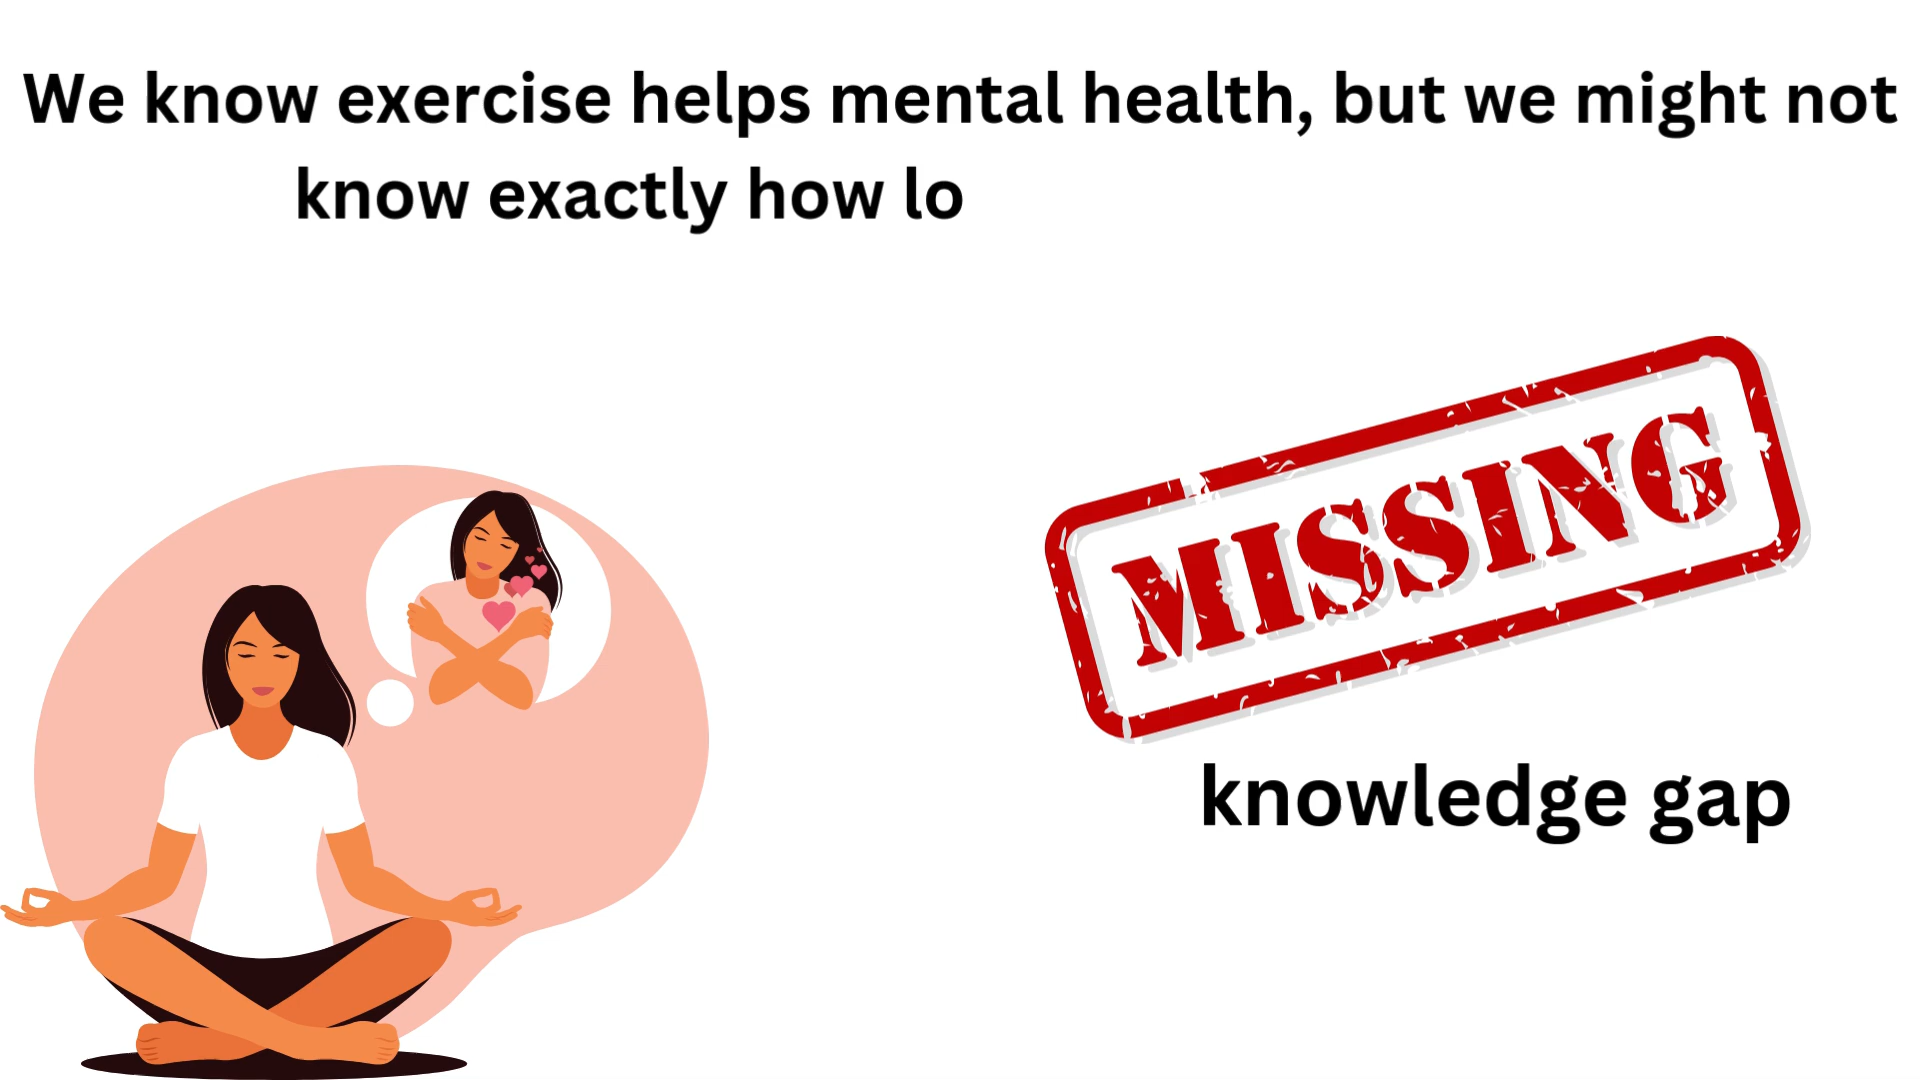 We know exercise helps mental health, but we might not
know exactly how lo
MISSING
knowledge gap